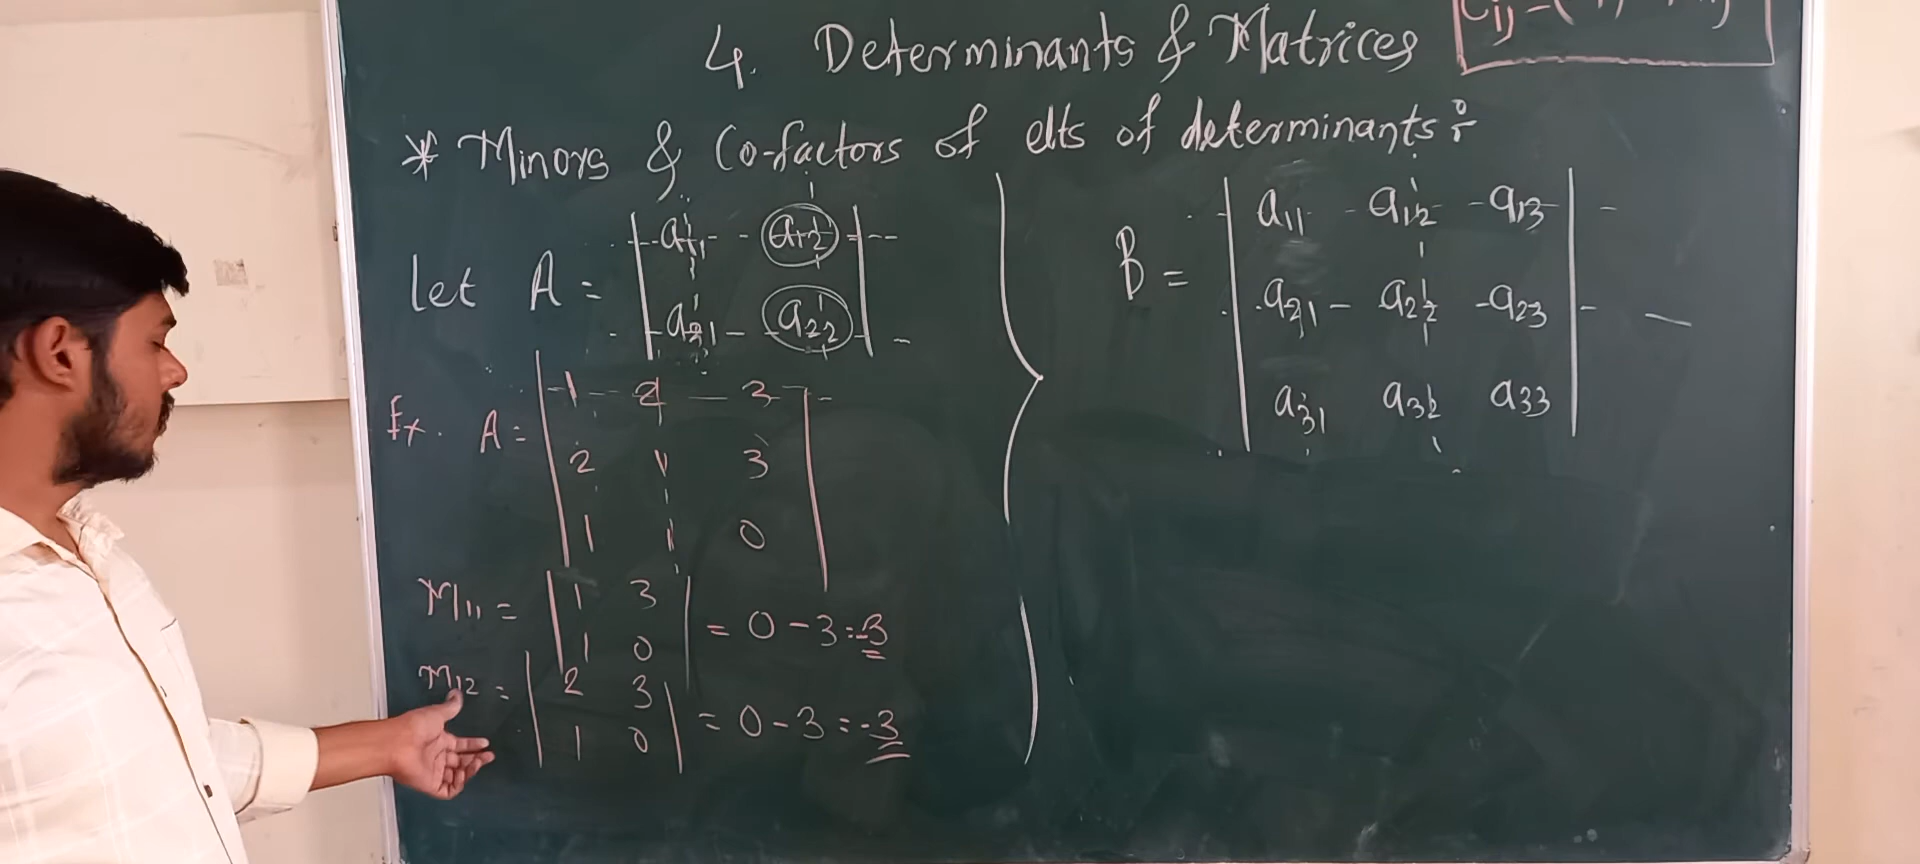 4. Determinants & Matrices
* Minors & Co-factors of elts of determinants :-
Let A = | a11 a12 |
| a21 a22 |
Ex. A = | 1 2 3 |
| 2 1 3 |
| 1 1 0 |
M11 = | 1 3 |
| 1 0 | = 0 - 3 = -3
M12 = | 2 3 |
| 1 0 | = 0 - 3 = -3
B = | a11 a12 a13 |
| a21 a22 a23 |
| a31 a32 a33 |